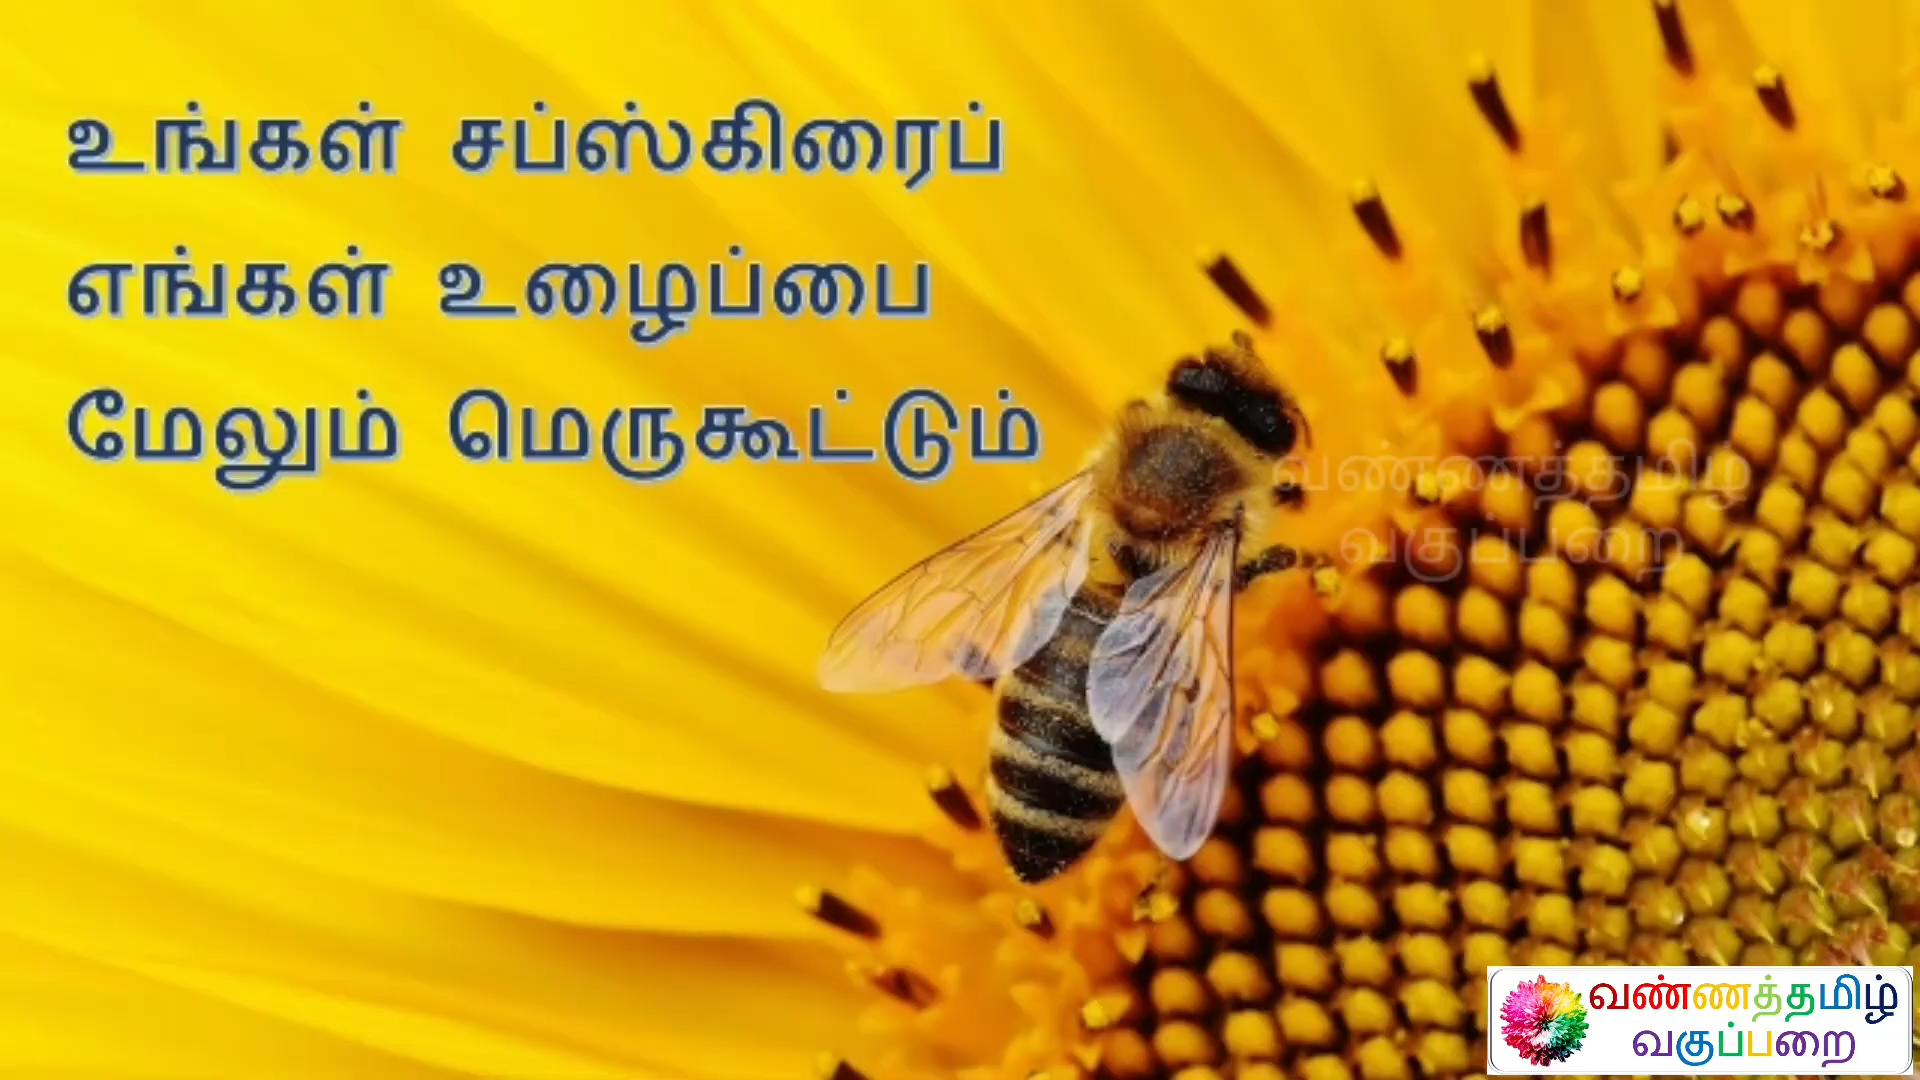 உங்கள் சப்ஸ்கிரைப்
எங்கள் உழைப்பை
மேலும் மெருகூட்டும்
வண்ணத்தமிழ்
வகுப்பறை
வண்ணத்தமிழ்
வகுப்பறை